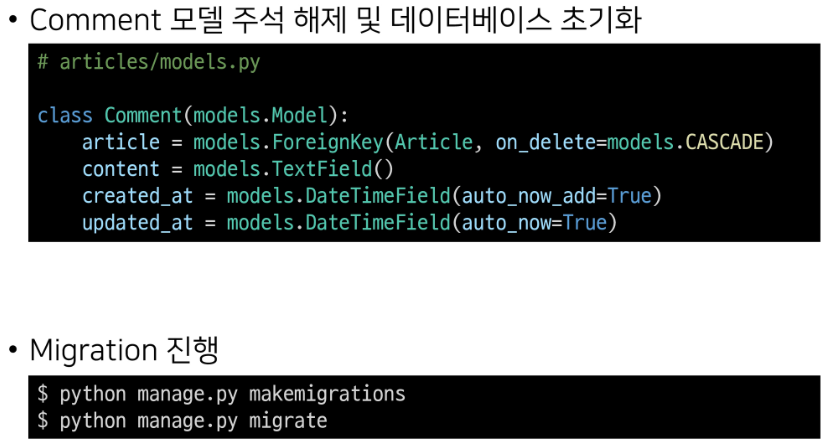 • Comment 모델 주석 해제 및 데이터베이스 초기화
# articles/models.py
class Comment(models.Model):
    article = models.ForeignKey(Article, on_delete=models.CASCADE)
    content = models.TextField()
    created_at = models.DateTimeField(auto_now_add=True)
    updated_at = models.DateTimeField(auto_now=True)
• Migration 진행
$ python manage.py makemigrations
$ python manage.py migrate